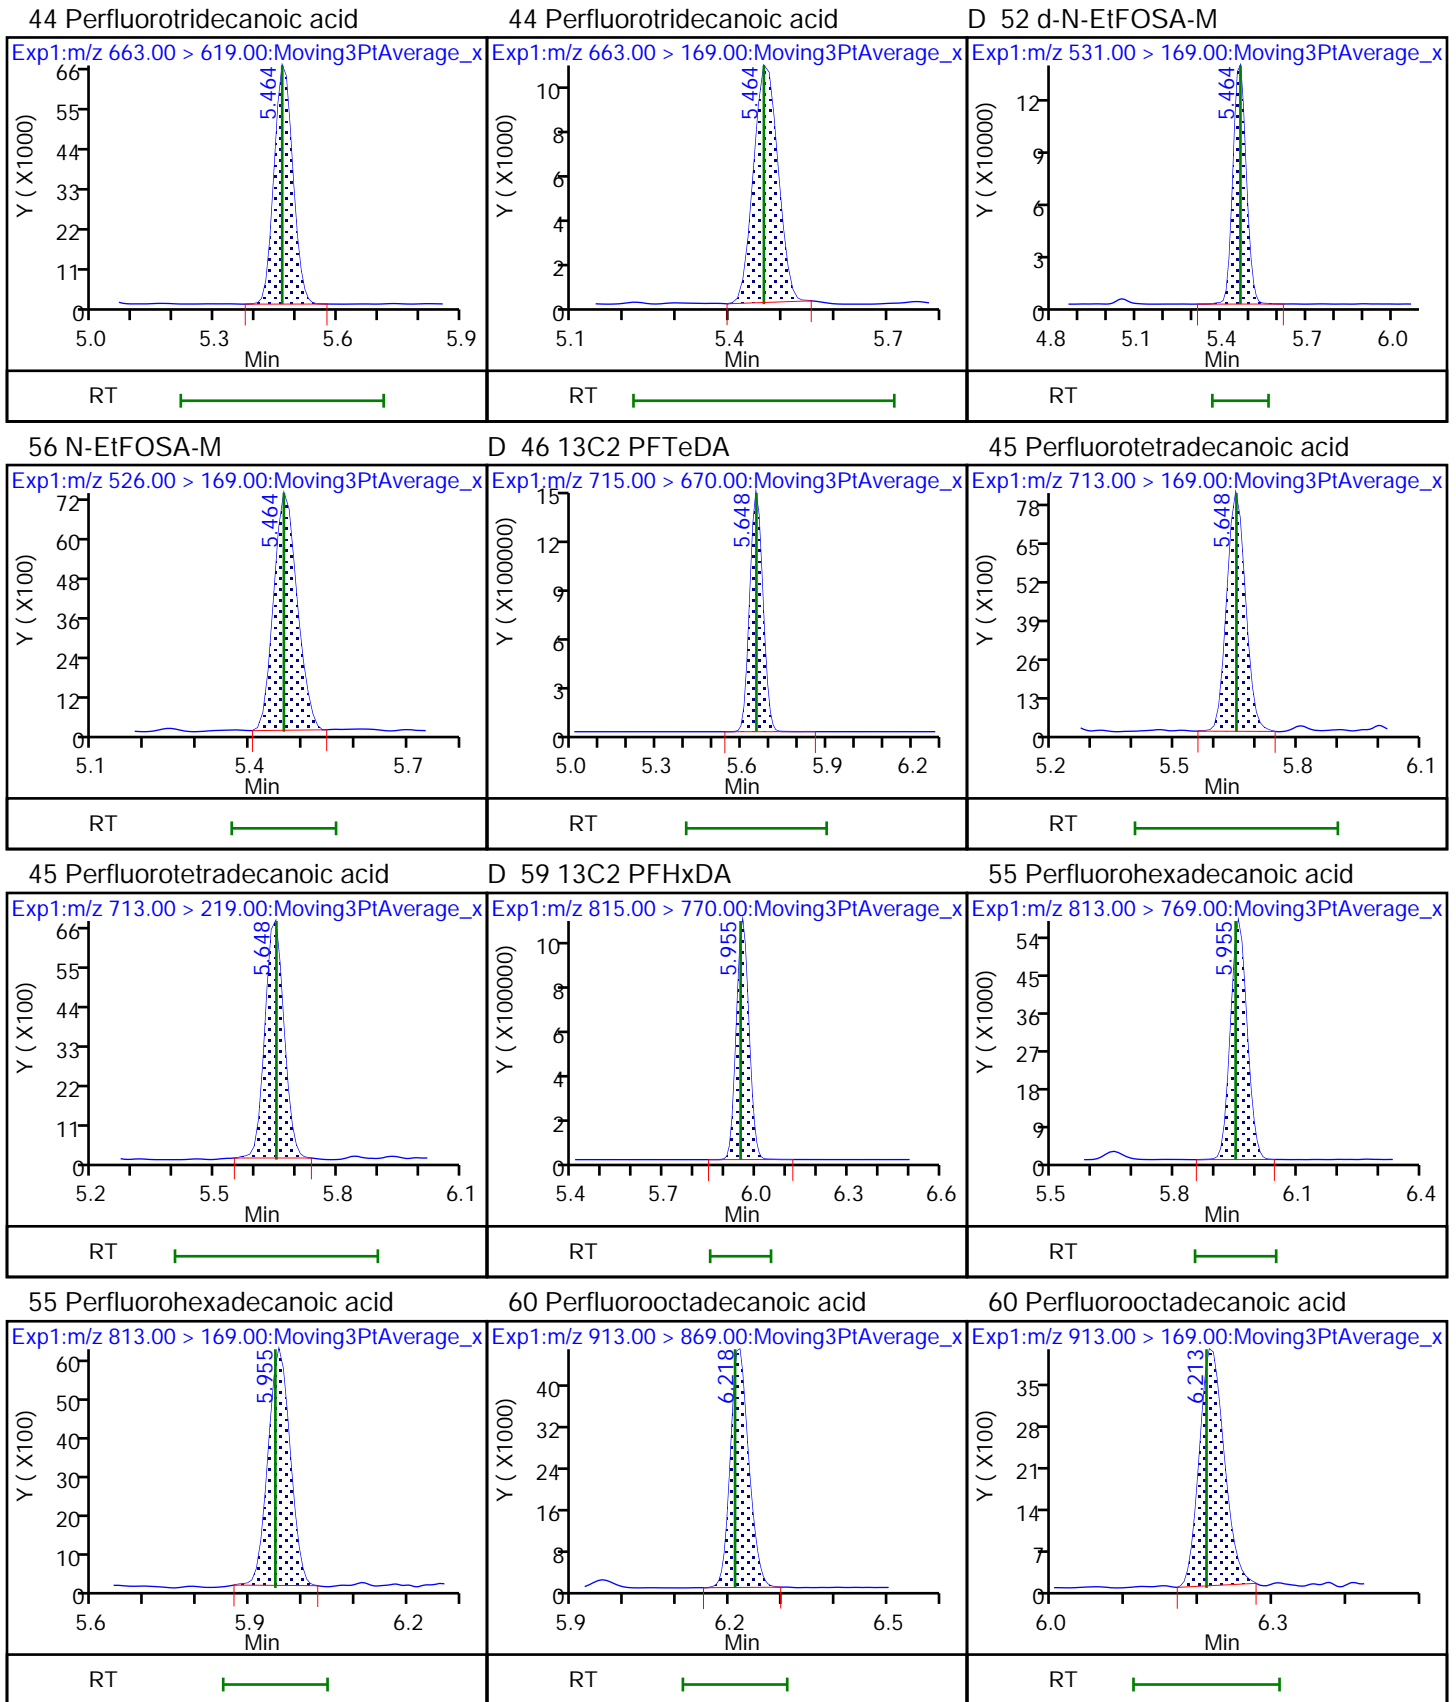 44 Perfluorotridecanoic acid
Exp1:m/z 663.00 > 619.00:Moving3PtAverage_x
5.464
Y ( X1000)
66
55
44
33
22
11
0
5.0 5.3 5.6 5.9
Min
RT
44 Perfluorotridecanoic acid
Exp1:m/z 663.00 > 169.00:Moving3PtAverage_x
5.464
Y ( X1000)
10
8
6
4
2
0
5.1 5.4 5.7
Min
RT
D 52 d-N-EtFOSA-M
Exp1:m/z 531.00 > 169.00:Moving3PtAverage_x
5.464
Y ( X10000)
12
9
6
3
0
4.8 5.1 5.4 5.7 6.0
Min
RT
56 N-EtFOSA-M
Exp1:m/z 526.00 > 169.00:Moving3PtAverage_x
5.464
Y ( X100)
72
60
48
36
24
12
0
5.1 5.4 5.7
Min
RT
D 46 13C2 PFTeDA
Exp1:m/z 715.00 > 670.00:Moving3PtAverage_x
5.648
Y ( X100000)
15
12
9
6
3
0
5.0 5.3 5.6 5.9 6.2
Min
RT
45 Perfluorotetradecanoic acid
Exp1:m/z 713.00 > 169.00:Moving3PtAverage_x
5.648
Y ( X100)
78
65
52
39
26
13
0
5.2 5.5 5.8 6.1
Min
RT
45 Perfluorotetradecanoic acid
Exp1:m/z 713.00 > 219.00:Moving3PtAverage_x
5.648
Y ( X100)
66
55
44
33
22
11
0
5.2 5.5 5.8 6.1
Min
RT
D 59 13C2 PFHxDA
Exp1:m/z 815.00 > 770.00:Moving3PtAverage_x
5.955
Y ( X100000)
10
8
6
4
2
0
5.4 5.7 6.0 6.3 6.6
Min
RT
55 Perfluorohexadecanoic acid
Exp1:m/z 813.00 > 769.00:Moving3PtAverage_x
5.955
Y ( X1000)
54
45
36
27
18
9
0
5.5 5.8 6.1 6.4
Min
RT
55 Perfluorohexadecanoic acid
Exp1:m/z 813.00 > 169.00:Moving3PtAverage_x
5.955
Y ( X100)
60
50
40
30
20
10
0
5.6 5.9 6.2
Min
RT
60 Perfluorooctadecanoic acid
Exp1:m/z 913.00 > 869.00:Moving3PtAverage_x
6.218
Y ( X1000)
40
32
24
16
8
0
5.9 6.2 6.5
Min
RT
60 Perfluorooctadecanoic acid
Exp1:m/z 913.00 > 169.00:Moving3PtAverage_x
6.213
Y ( X100)
35
28
21
14
7
0
6.0 6.3
Min
RT